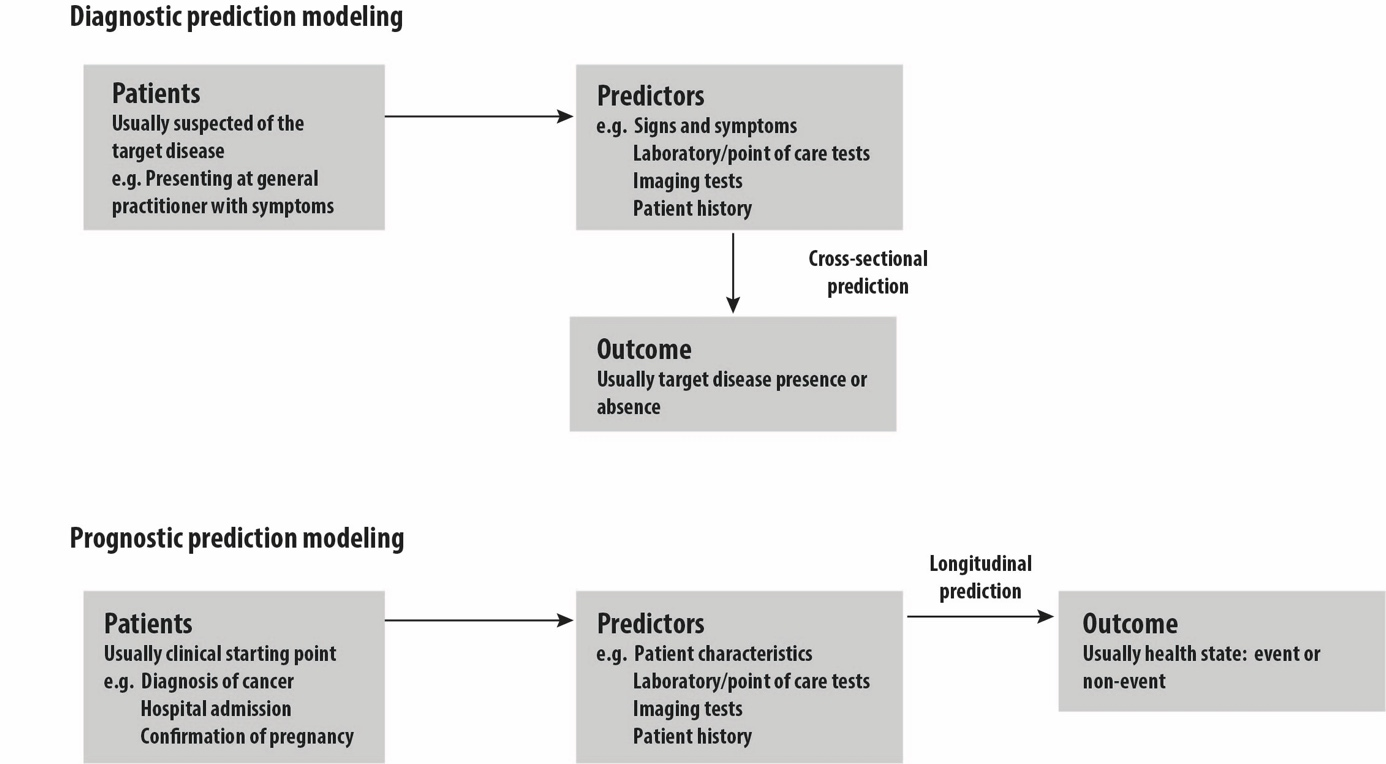 Diagnostic prediction modeling
Patients
Usually suspected of the
target disease
e.g. Presenting at general
practitioner with symptoms
Predictors
e.g. Signs and symptoms
Laboratory/point of care tests
Imaging tests
Patient history
Cross-sectional
prediction
Outcome
Usually target disease presence or
absence
Prognostic prediction modeling
Patients
Usually clinical starting point
e.g. Diagnosis of cancer
Hospital admission
Confirmation of pregnancy
Predictors
e.g. Patient characteristics
Laboratory/point of care tests
Imaging tests
Patient history
Longitudinal
prediction
Outcome
Usually health state: event or
non-event